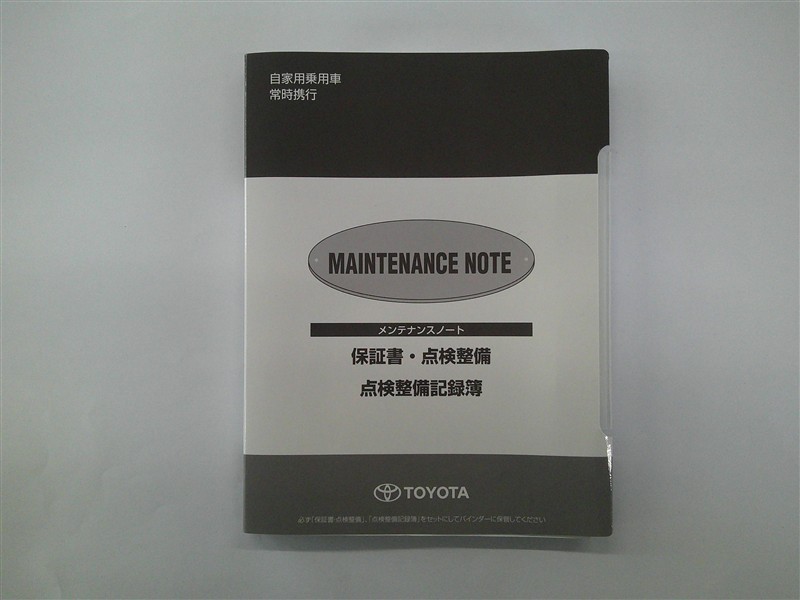 自家用乗用車
常時携行
MAINTENANCE NOTE
メンテナンスノート
保証書・点検整備
点検整備記録簿
TOYOTA
必ず「保証書・点検整備」、「点検整備記録簿」をセットにしてバインダーに保管してください